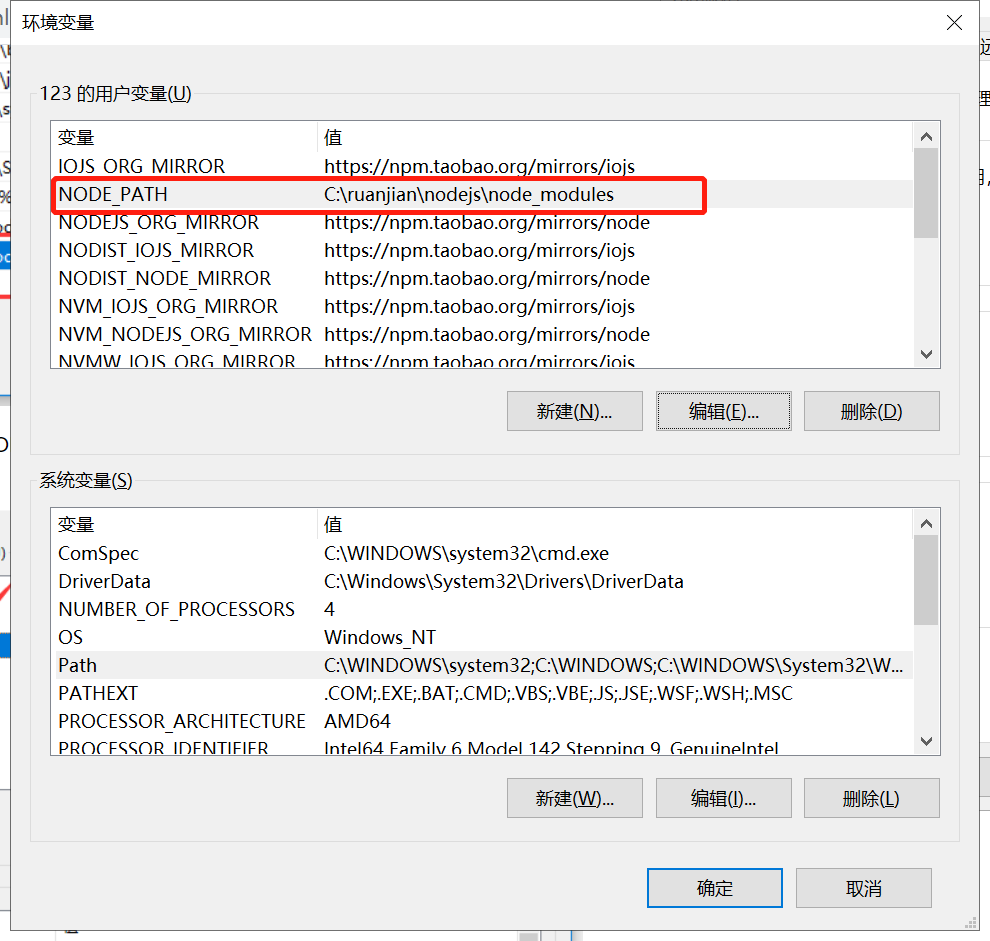 环境变量
123 的用户变量(U)
变量 值
IOJS_ORG_MIRROR https://npm.taobao.org/mirrors/iojs
NODE_PATH C:\ruanjian\nodejs\node_modules
NODEJS_ORG_MIRROR https://npm.taobao.org/mirrors/node
NODIST_IOJS_MIRROR https://npm.taobao.org/mirrors/iojs
NODIST_NODE_MIRROR https://npm.taobao.org/mirrors/node
NVM_IOJS_ORG_MIRROR https://npm.taobao.org/mirrors/iojs
NVM_NODEJS_ORG_MIRROR https://npm.taobao.org/mirrors/node
NVMW_IOJS_ORG_MIRROR https://npm.taobao.org/mirrors/iojs
新建(N)... 编辑(E)... 删除(D)
系统变量(S)
变量 值
ComSpec C:\WINDOWS\system32\cmd.exe
DriverData C:\Windows\System32\Drivers\DriverData
NUMBER_OF_PROCESSORS 4
OS Windows_NT
Path C:\WINDOWS\system32;C:\WINDOWS;C:\WINDOWS\System32\W...
PATHEXT .COM;.EXE;.BAT;.CMD;.VBS;.VBE;.JS;.JSE;.WSF;.WSH;.MSC
PROCESSOR_ARCHITECTURE AMD64
PROCESSOR_IDENTIFIER Intel64 Family 6 Model 142 Stepping 9, GenuineIntel
新建(W)... 编辑(I)... 删除(L)
确定 取消